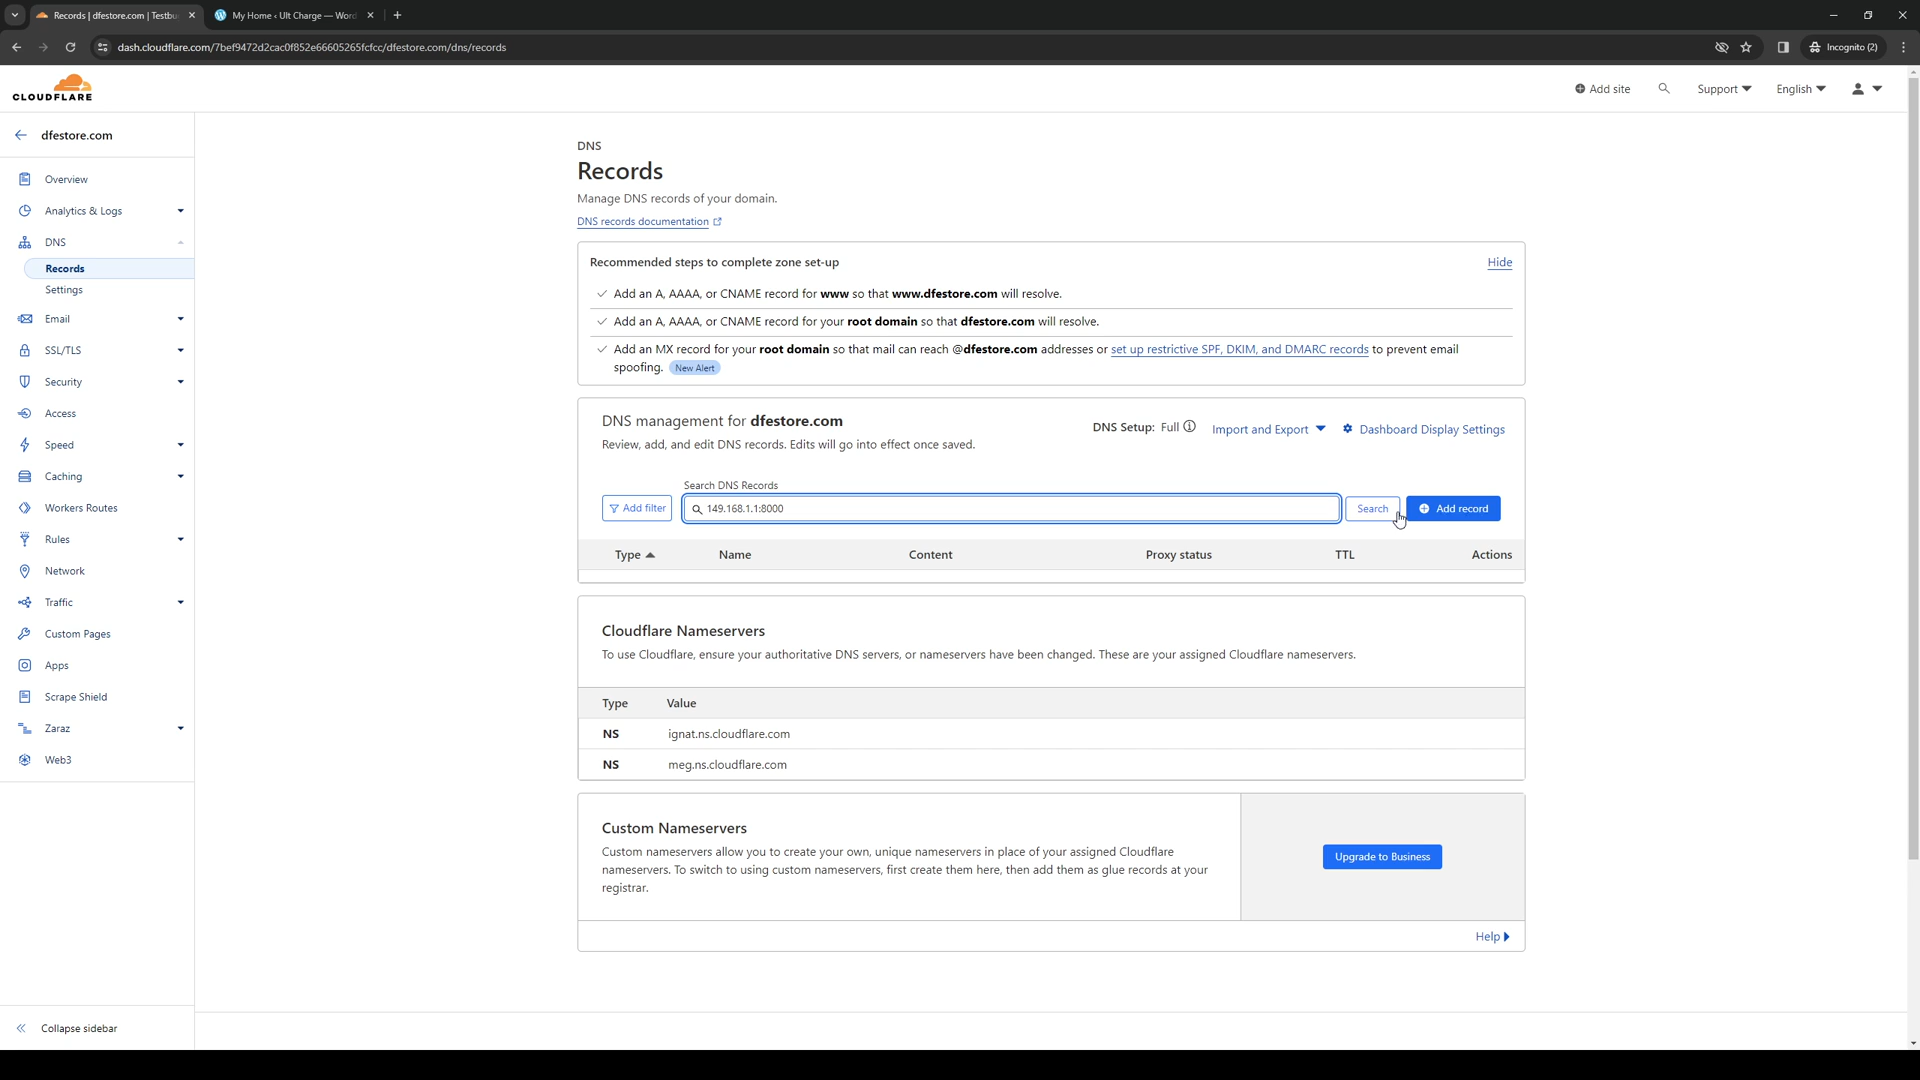 Records | dfestore.com | Testbu
My Home ‹ Ult Charge — Word
dash.cloudflare.com/7bef9472d2cac0f852e66605265fcfcc/dfestore.com/dns/records
Incognito (2)
CLOUDFLARE
Add site
Support
English
dfestore.com
Overview
Analytics & Logs
DNS
Records
Settings
Email
SSL/TLS
Security
Access
Speed
Caching
Workers Routes
Rules
Network
Traffic
Custom Pages
Apps
Scrape Shield
Zaraz
Web3
Collapse sidebar
DNS
Records
Manage DNS records of your domain.
DNS records documentation
Recommended steps to complete zone set-up
Hide
Add an A, AAAA, or CNAME record for www so that www.dfestore.com will resolve.
Add an A, AAAA, or CNAME record for your root domain so that dfestore.com will resolve.
Add an MX record for your root domain so that mail can reach @dfestore.com addresses or set up restrictive SPF, DKIM, and DMARC records to prevent email
spoofing. New Alert
DNS management for dfestore.com
Review, add, and edit DNS records. Edits will go into effect once saved.
DNS Setup: Full
Import and Export
Dashboard Display Settings
Search DNS Records
Add filter
149.168.1.1:8000
Search
Add record
Type Name Content Proxy status TTL Actions
Cloudflare Nameservers
To use Cloudflare, ensure your authoritative DNS servers, or nameservers have been changed. These are your assigned Cloudflare nameservers.
Type Value
NS ignat.ns.cloudflare.com
NS meg.ns.cloudflare.com
Custom Nameservers
Custom nameservers allow you to create your own, unique nameservers in place of your assigned Cloudflare
nameservers. To switch to using custom nameservers, first create them here, then add them as glue records at your
registrar.
Upgrade to Business
Help